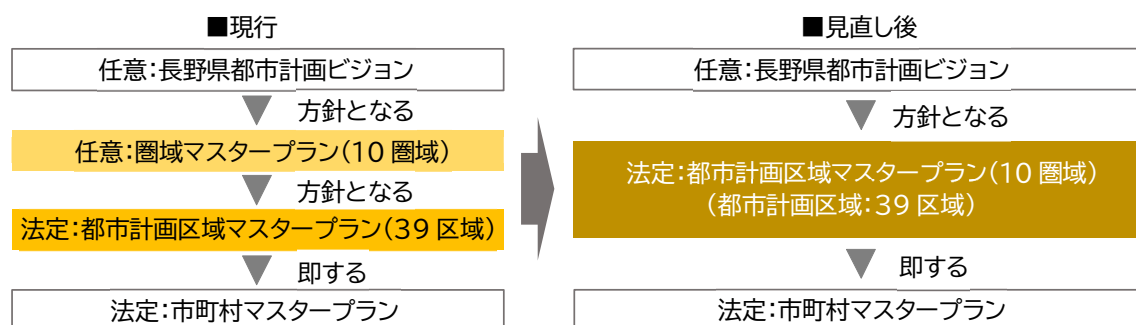 ■現行
任意：長野県都市計画ビジョン
方針となる
任意：圏域マスタープラン（10 圏域）
方針となる
法定：都市計画区域マスタープラン（39 区域）
即する
法定：市町村マスタープラン
■見直し後
任意：長野県都市計画ビジョン
方針となる
法定：都市計画区域マスタープラン（10 圏域）
（都市計画区域：39 区域）
即する
法定：市町村マスタープラン